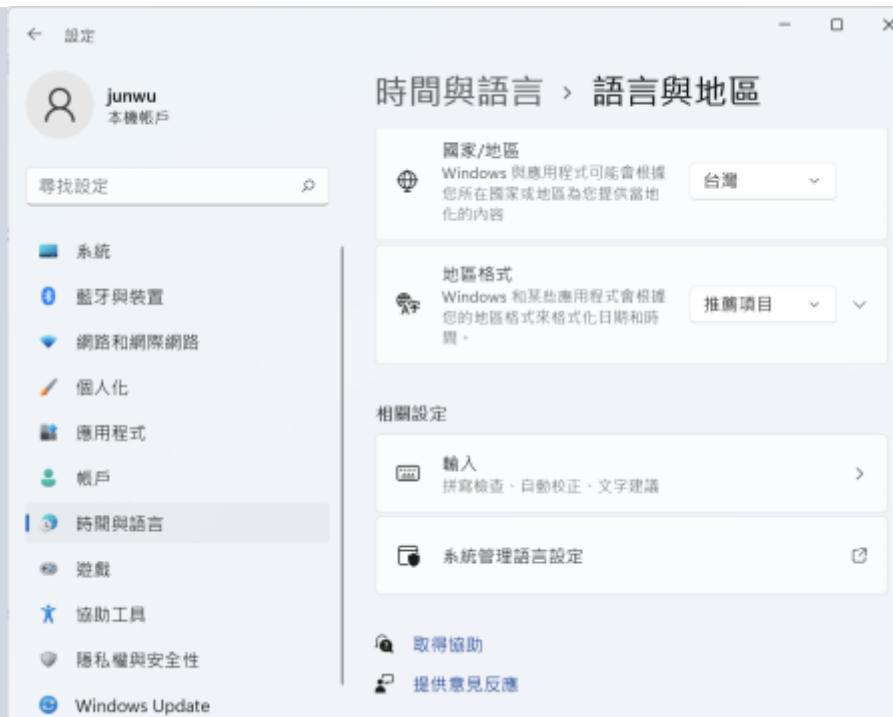 設定
junwu
本機帳戶
尋找設定
系統
藍牙與裝置
網路和網際網路
個人化
應用程式
帳戶
時間與語言
遊戲
協助工具
隱私權與安全性
Windows Update
時間與語言 › 語言與地區
國家/地區
Windows 與應用程式可能會根據
您所在國家或地區為您提供當地
化的內容
台灣
地區格式
Windows 和某些應用程式會根據
您的地區格式來格式化日期和時
間。
推薦項目
相關設定
輸入
拼寫檢查、自動校正、文字建議
系統管理語言設定
取得協助
提供意見反應